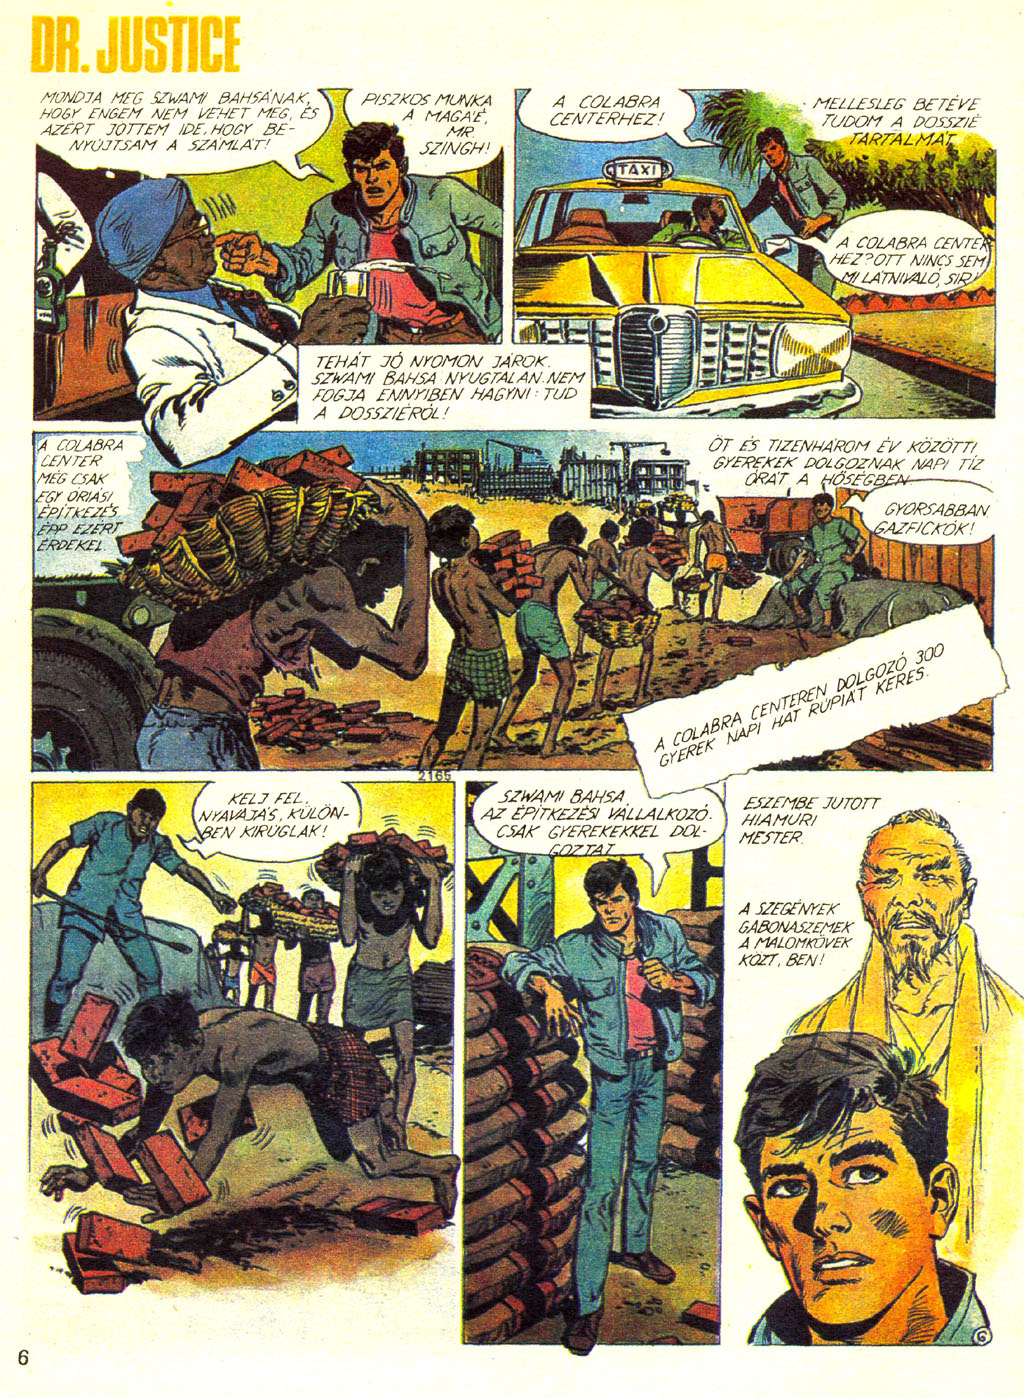 DR. JUSTICE
MONDJA MEG SZWAMI BAHSÁNAK,
HOGY ENGEM NEM VEHET MEG, ÉS
AZÉRT JÖTTEM IDE, HOGY BE-
NYÚJTSAM A SZÁMLÁT!
PISZKOS MUNKA
A MAGÁÉ,
MR.
SZINGH!
TEHÁT JÓ NYOMON JÁROK.
SZWAMI BAHSA NYUGTALAN. NEM
FOGJA ENNYIBEN HAGYNI: TUD
A DOSSZIÉRÓL!
A COLABRA
CENTERHEZ!
MELLESLEG BETÉVE
TUDOM A DOSSZIÉ
TARTALMÁT.
TAXI
A COLABRA CENTER
HEZ? OTT NINCS SEM
MI LÁTNIVALÓ, SIR!
A COLABRA
CENTER
MÉG CSAK
EGY ÓRIÁSI
ÉPÍTKEZÉS
ÉPP EZÉRT
ÉRDEKEL.
ÖT ÉS TIZENHÁROM ÉV KÖZÖTTI
GYEREKEK DOLGOZNAK NAPI TÍZ
ÓRÁT A HŐSÉGBEN
GYORSABBAN,
GAZFICKÓK!
A COLABRA CENTEREN DOLGOZÓ 300
GYEREK NAPI HAT RÚPIÁT KERES.
2165
KELJ FEL,
NYAVAJÁS, KÜLÖN-
BEN KIRÚGLAK!
SZWAMI BAHSA,
AZ ÉPÍTKEZÉSI VÁLLALKOZÓ.
CSAK GYEREKEKKEL DOL-
GOZTAT.
ESZEMBE JUTOTT
HIAMURI
MESTER.
A SZEGÉNYEK
GABONASZEMEK
A MALOMKÖVEK
KÖZT, BEN!
6
6